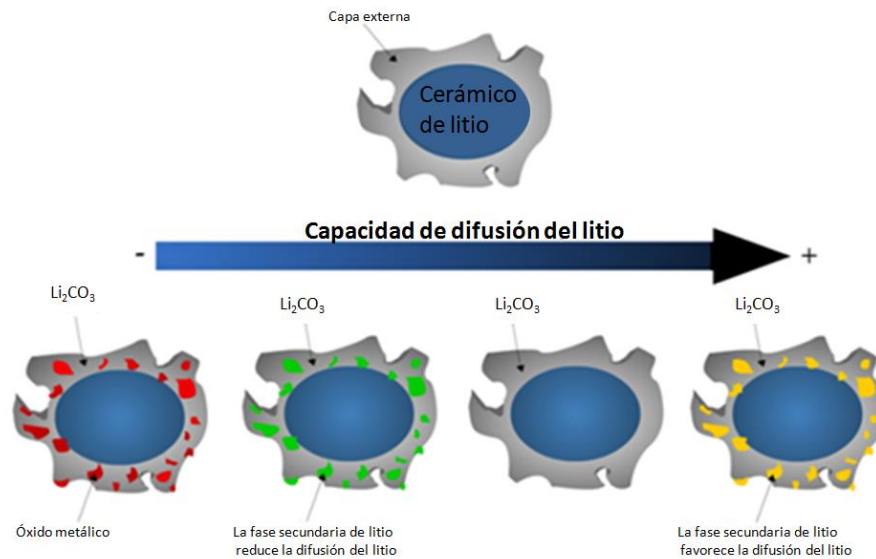 Capa externa
Cerámico
de litio
Capacidad de difusión del litio
- +
Li₂CO₃
Li₂CO₃
Li₂CO₃
Li₂CO₃
Óxido metálico
La fase secundaria de litio
reduce la difusión del litio
La fase secundaria de litio
favorece la difusión del litio